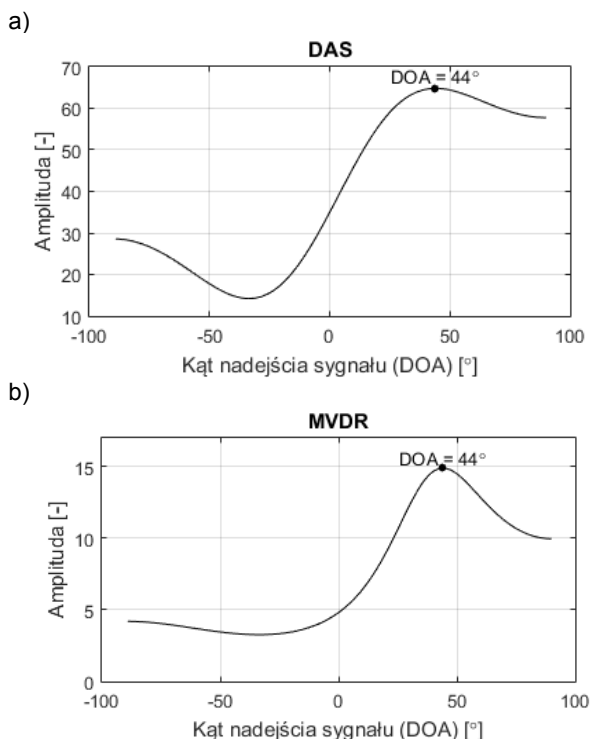 a)
DAS
DOA = 44°
70
60
50
40
30
20
10
-100
-50
0
50
100
Amplituda [-]
Kąt nadejścia sygnału (DOA) [°]
b)
MVDR
DOA = 44°
15
10
5
0
-100
-50
0
50
100
Amplituda [-]
Kąt nadejścia sygnału (DOA) [°]